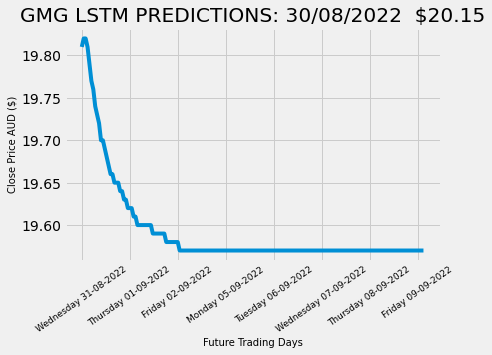 GMG LSTM PREDICTIONS: 30/08/2022 $20.15
Close Price AUD ($)
19.80
19.75
19.70
19.65
19.60
Wednesday 31-08-2022
Thursday 01-09-2022
Friday 02-09-2022
Monday 05-09-2022
Tuesday 06-09-2022
Wednesday 07-09-2022
Thursday 08-09-2022
Friday 09-09-2022
Future Trading Days